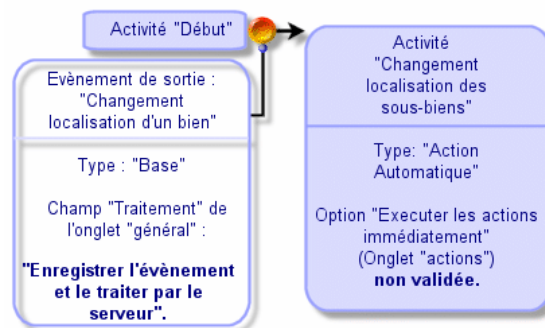 Activité "Début"
Evènement de sortie :
"Changement
localisation d'un bien"
Type : "Base"
Champ "Traitement" de
l'onglet "général" :
"Enregistrer l'évènement
et le traiter par le
serveur".
Activité
"Changement
localisation des
sous-biens"
Type: "Action
Automatique"
Option "Executer les actions
immédiatement"
(Onglet "actions")
non validée.